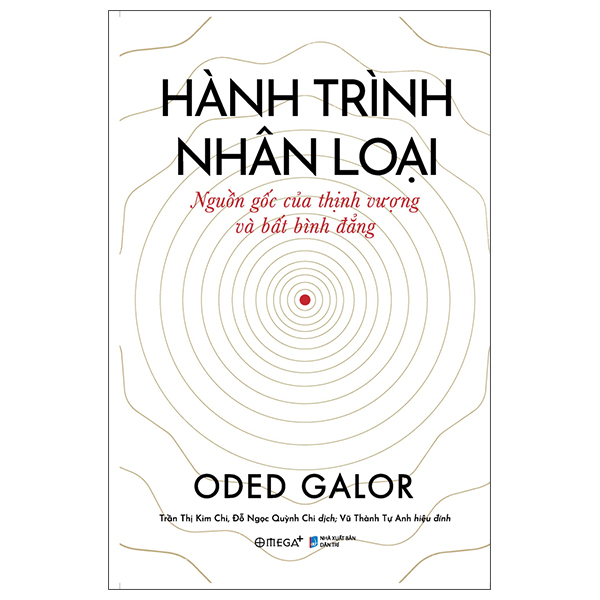 HÀNH TRÌNH
NHÂN LOẠI
Nguồn gốc của thịnh vượng
và bất bình đẳng
ODED GALOR
Trần Thị Kim Chi, Đỗ Ngọc Quỳnh Chi dịch; Vũ Thành Tự Anh hiệu đính
OMEGA+
NHÀ XUẤT BẢN
DÂN TRÍ